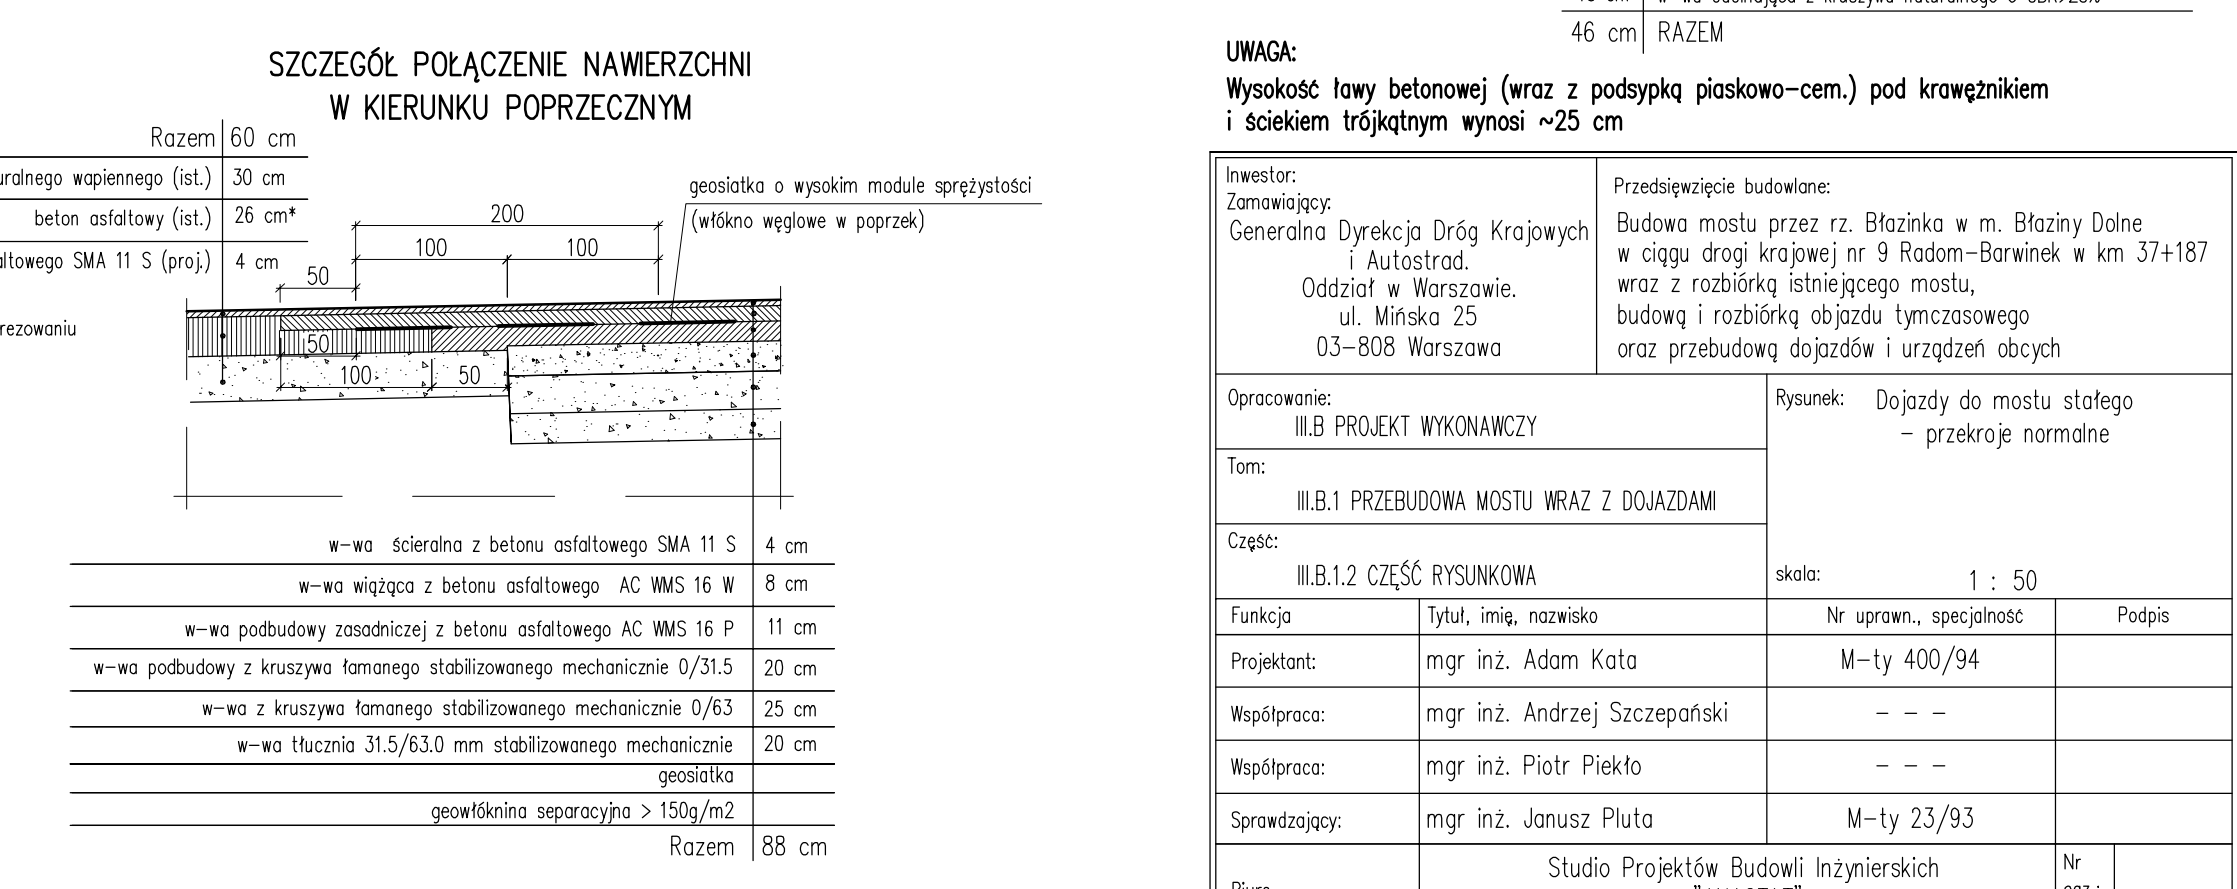 SZCZEGÓŁ POŁĄCZENIE NAWIERZCHNI
W KIERUNKU POPRZECZNYM
Razem 60 cm
wapiennego (ist.) 30 cm
beton asfaltowy (ist.) 26 cm*
SMA 11 S (proj.) 4 cm
geosiatka o wysokim module sprężystości
(włókno węglowe w poprzek)
200
100 100
50
50
100 50
w-wa ścieralna z betonu asfaltowego SMA 11 S 4 cm
w-wa wiążąca z betonu asfaltowego AC WMS 16 W 8 cm
w-wa podbudowy zasadniczej z betonu asfaltowego AC WMS 16 P 11 cm
w-wa podbudowy z kruszywa łamanego stabilizowanego mechanicznie 0/31.5 20 cm
w-wa z kruszywa łamanego stabilizowanego mechanicznie 0/63 25 cm
w-wa tłucznia 31.5/63.0 mm stabilizowanego mechanicznie 20 cm
geosiatka
geowłóknina separacyjna > 150g/m2
Razem 88 cm
46 cm RAZEM
UWAGA:
Wysokość ławy betonowej (wraz z podsypką piaskowo-cem.) pod krawężnikiem
i ściekiem trójkątnym wynosi ~25 cm
Inwestor:
Zamawiający:
Generalna Dyrekcja Dróg Krajowych
i Autostrad.
Oddział w Warszawie.
ul. Mińska 25
03-808 Warszawa
Przedsięwzięcie budowlane:
Budowa mostu przez rz. Błazinka w m. Błaziny Dolne
w ciągu drogi krajowej nr 9 Radom-Barwinek w km 37+187
wraz z rozbiórką istniejącego mostu,
budową i rozbiórką objazdu tymczasowego
oraz przebudową dojazdów i urządzeń obcych
Opracowanie:
III.B PROJEKT WYKONAWCZY
Rysunek: Dojazdy do mostu stałego
- przekroje normalne
Tom:
III.B.1 PRZEBUDOWA MOSTU WRAZ Z DOJAZDAMI
Część:
III.B.1.2 CZĘŚĆ RYSUNKOWA
skala: 1 : 50
Funkcja Tytuł, imię, nazwisko Nr uprawn., specjalność Podpis
Projektant: mgr inż. Adam Kata M-ty 400/94
Współpraca: mgr inż. Andrzej Szczepański - - -
Współpraca: mgr inż. Piotr Piekło - - -
Sprawdzający: mgr inż. Janusz Pluta M-ty 23/93
Studio Projektów Budowli Inżynierskich Nr